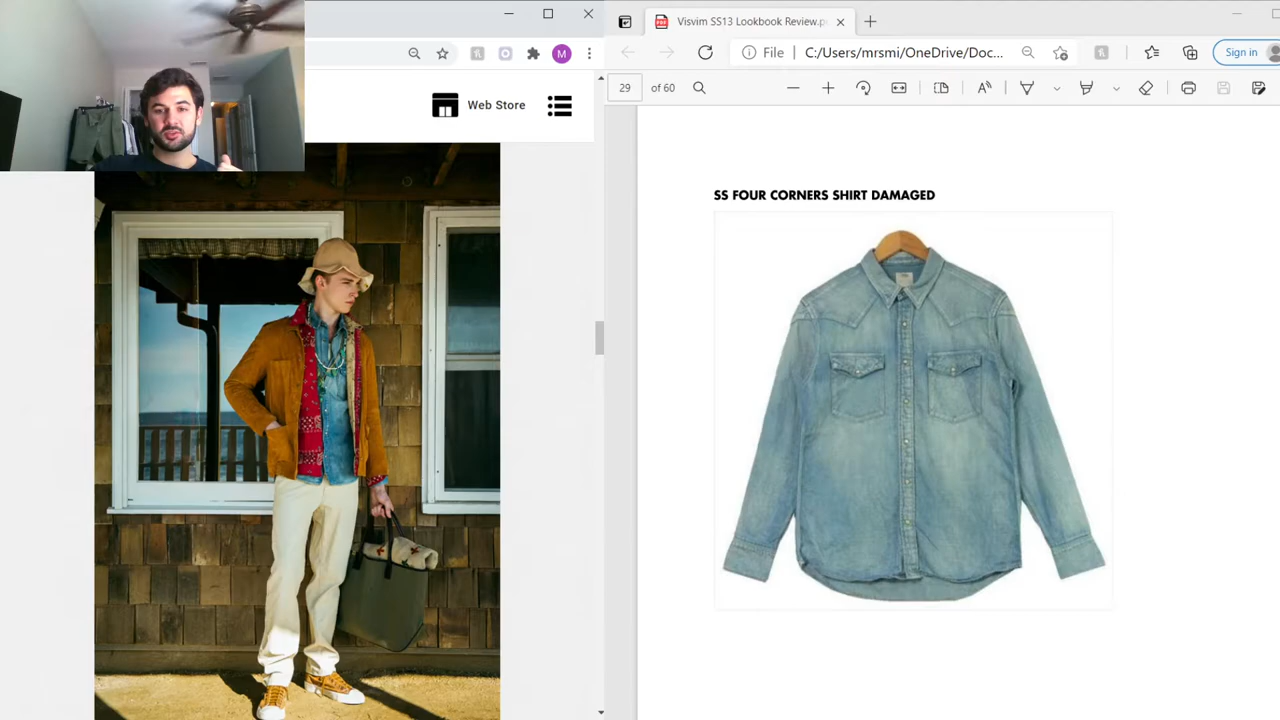 M
Web Store
Visvim SS13 Lookbook Review.p
File
C:/Users/mrsmi/OneDrive/Doc...
Sign in
29 of 60
SS FOUR CORNERS SHIRT DAMAGED